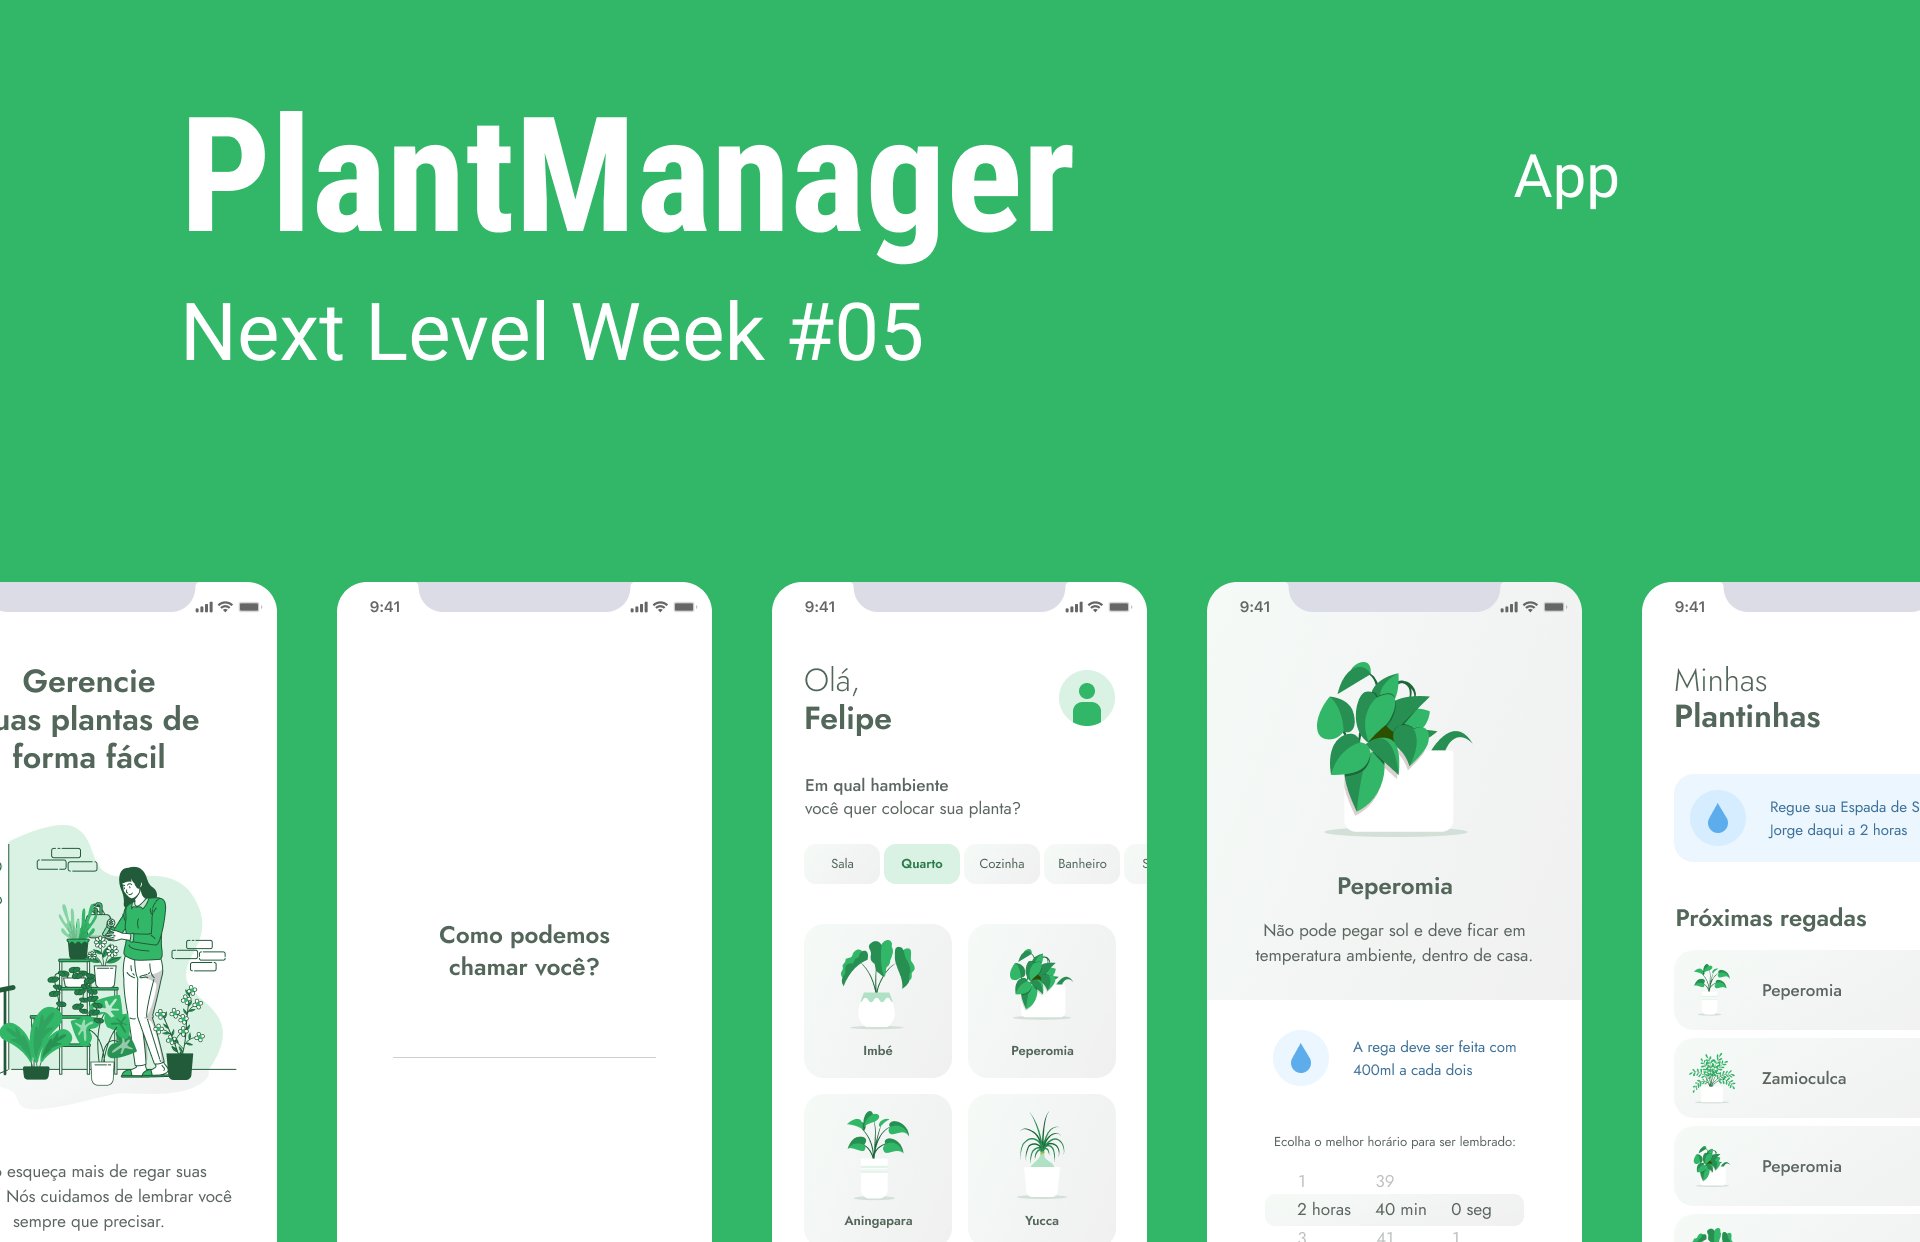 PlantManager
App
Next Level Week #05
Gerencie
uas plantas de
forma fácil
esqueça mais de regar suas
Nós cuidamos de lembrar você
sempre que precisar.
9:41
Como podemos
chamar você?
9:41
Olá,
Felipe
Em qual hambiente
você quer colocar sua planta?
Sala
Quarto
Cozinha
Banheiro
S
Imbé
Peperomia
Aningapara
Yucca
9:41
Peperomia
Não pode pegar sol e deve ficar em
temperatura ambiente, dentro de casa.
A rega deve ser feita com
400ml a cada dois
Ecolha o melhor horário para ser lembrado:
1 39
2 horas 40 min 0 seg
3 41 1
9:41
Minhas
Plantinhas
Regue sua Espada de S
Jorge daqui a 2 horas
Próximas regadas
Peperomia
Zamioculca
Peperomia